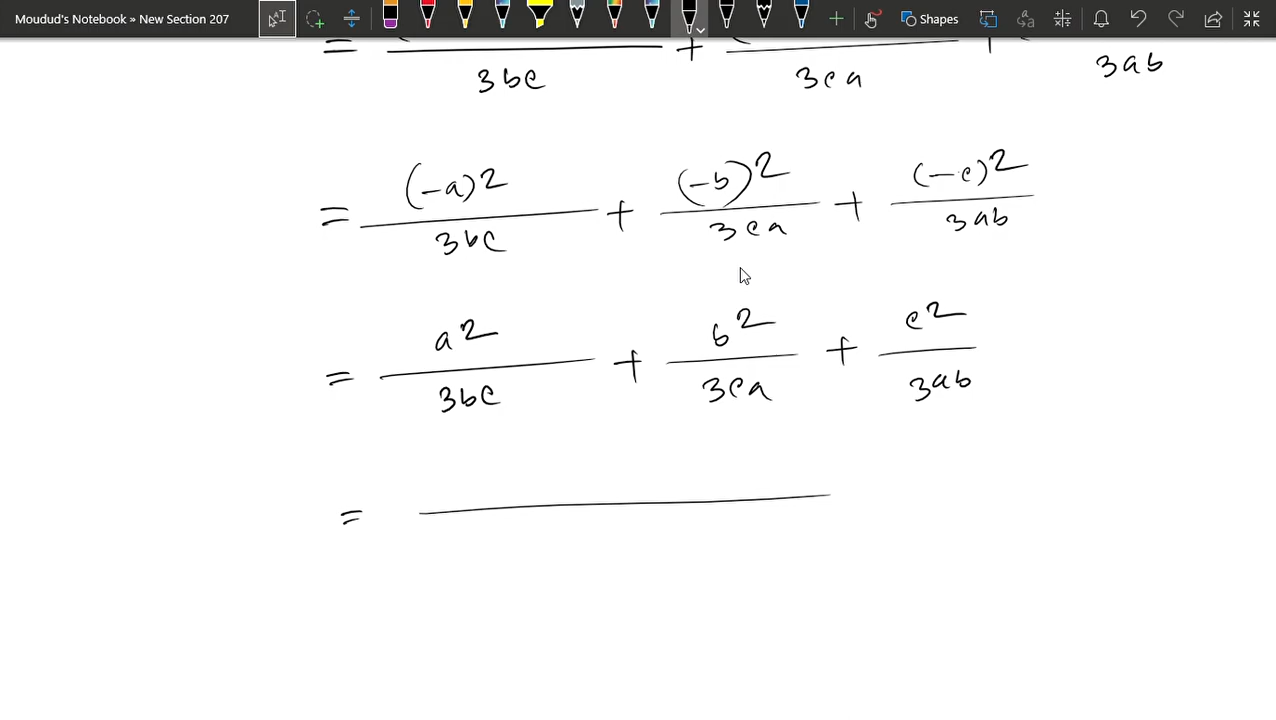 Moudud's Notebook » New Section 207 Shapes
= + +
3bc 3ca 3ab
= (-a)2 / 3bc + (-b)2 / 3ca + (-c)2 / 3ab
= a2 / 3bc + b2 / 3ca + c2 / 3ab
=